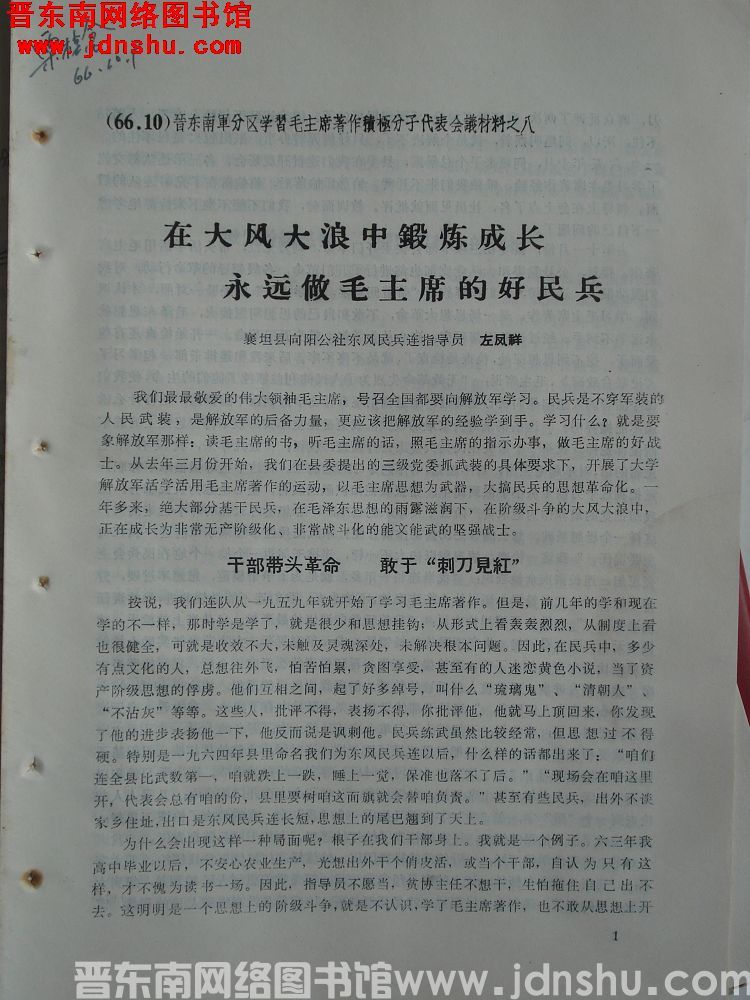 晋东南网络图书馆
http://www.jdnshu.com
66.10.
(66.10)晋东南軍分区学習毛主席著作積極分子代表会議材料之八
在大风大浪中鍛炼成长
永远做毛主席的好民兵
襄垣县向阳公社东风民兵连指导员 左凤祥
我们最最敬爱的伟大领袖毛主席，号召全国都要向解放军学习。民兵是不穿军装的
人民武装，是解放军的后备力量，更应该把解放军的经验学到手。学习什么？就是要
象解放军那样：读毛主席的书，听毛主席的话，照毛主席的指示办事，做毛主席的好战
士。从去年三月份开始，我们在县委提出的三级党委抓武装的具体要求下，开展了大学
解放军活学活用毛主席著作的运动，以毛主席思想为武器，大搞民兵的思想革命化。一
年多来，绝大部分基干民兵，在毛泽东思想的雨露滋润下，在阶级斗争的大风大浪中，
正在成长为非常无产阶级化、非常战斗化的能文能武的坚强战士。
干部带头革命 敢于“刺刀見紅”
按说，我们连队从一九五九年就开始了学习毛主席著作。但是，前几年的学和现在
学的不一样，那时学是学了，就是很少和思想挂钩；从形式上看轰轰烈烈，从制度上看
也很健全，可就是收效不大，未触及灵魂深处，未解决根本问题。因此，在民兵中，多少
有点文化的人，总想往外飞，怕苦怕累，贪图享受，甚至有的人迷恋黄色小说，当了资
产阶级思想的俘虏。他们互相之间，起了好多绰号，叫什么“琉璃鬼”、“清朝人”、
“不沾灰”等等。这些人，批评不得，表扬不得，你批评他，他就马上顶回来，你发现
了他的进步表扬他一下，他反而说是讽刺他。民兵练武虽然比较经常，但思想过不得
硬。特别是一九六四年县里命名我们为东风民兵连以后，什么样的话都出来了：“咱们
连全县比武数第一，咱就跌上一跌，睡上一觉，保准也落不了后。”“现场会在咱这里
开，代表会总有咱的份，县里要树咱这面旗就会替咱负责。”甚至有些民兵，出外不谈
家乡住址，出口是东风民兵连长短，思想上的尾巴翘到了天上。
为什么会出现这样一种局面呢？根子在我们干部身上。我就是一个例子。六三年我
高中毕业以后，不安心农业生产，光想出外干个俏皮活，或当个干部，自认为只有这
样，才不愧为读书一场。因此，指导员不愿当，贫协主任不想干，生怕拖住自己出不
去。这明明是一个思想上的阶级斗争，就是不认识，学了毛主席著作，也不敢从思想上开
1
晋东南网络图书馆www.jdnshu.com